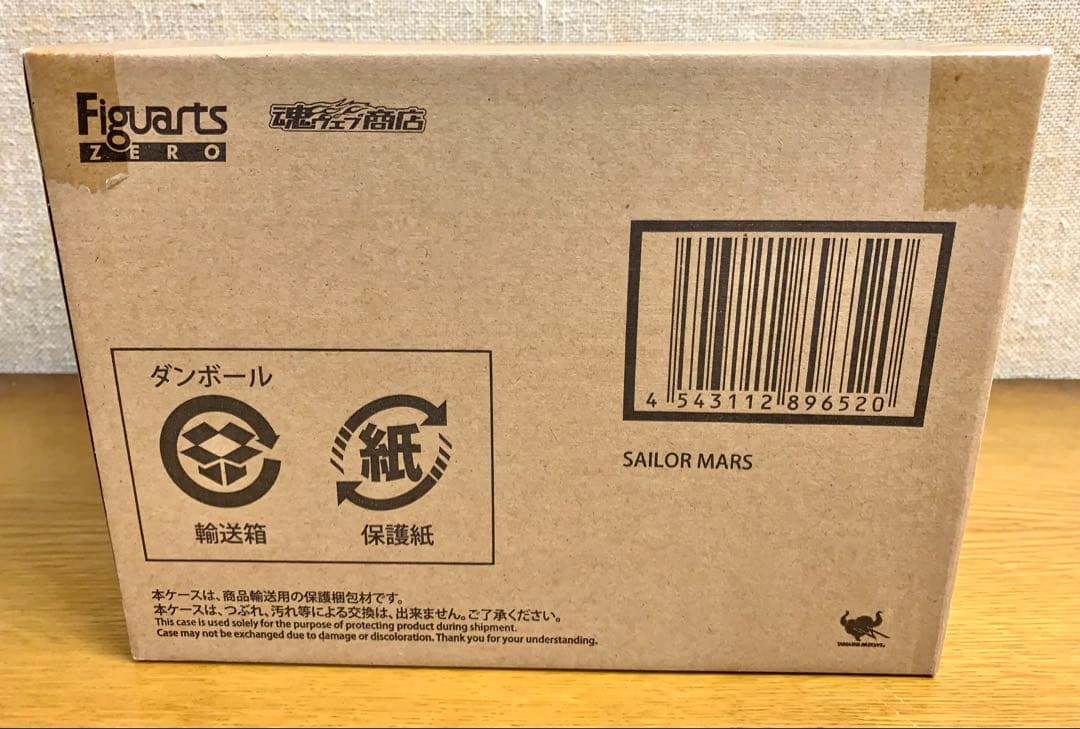 Figuarts
ZERO
魂ウェブ商店
4 543112 896520
SAILOR MARS
ダンボール
紙
輸送箱
保護紙
本ケースは、商品輸送用の保護梱包材です。
本ケースは、つぶれ、汚れ等による交換は、出来ません。ご了承ください。
This case is used solely for the purpose of protecting product during shipment.
Case may not be exchanged due to damage or discoloration. Thank you for your understanding.
TAMASHII NATIONS